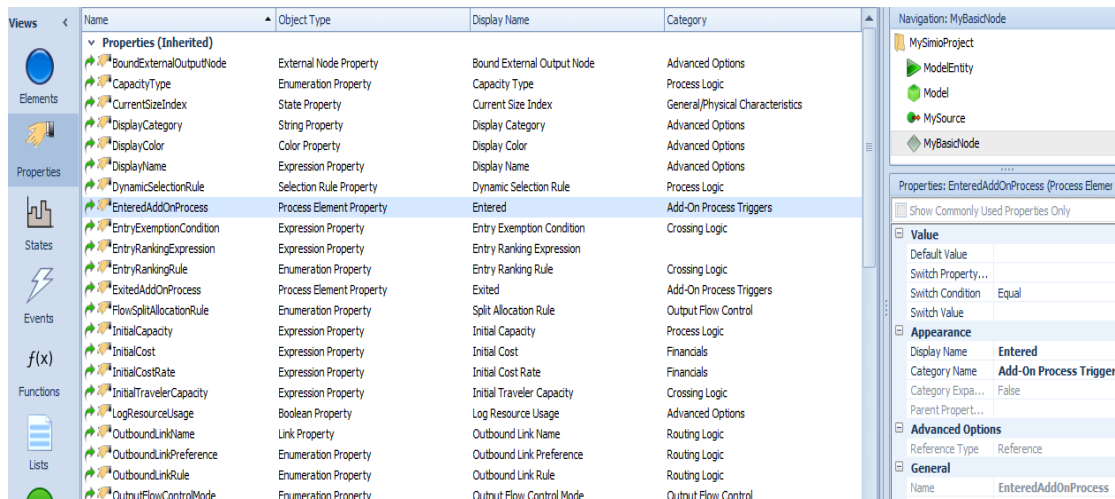 Views <
Elements
Properties
States
Events
f(x)
Functions
Lists
Name Object Type Display Name Category
Properties (Inherited)
BoundExternalOutputNode External Node Property Bound External Output Node Advanced Options
CapacityType Enumeration Property Capacity Type Process Logic
CurrentSizeIndex State Property Current Size Index General/Physical Characteristics
DisplayCategory String Property Display Category Advanced Options
DisplayColor Color Property Display Color Advanced Options
DisplayName Expression Property Display Name Advanced Options
DynamicSelectionRule Selection Rule Property Dynamic Selection Rule Process Logic
EnteredAddOnProcess Process Element Property Entered Add-On Process Triggers
EntryExemptionCondition Expression Property Entry Exemption Condition Crossing Logic
EntryRankingExpression Expression Property Entry Ranking Expression
EntryRankingRule Enumeration Property Entry Ranking Rule Crossing Logic
ExitedAddOnProcess Process Element Property Exited Add-On Process Triggers
FlowSplitAllocationRule Enumeration Property Split Allocation Rule Output Flow Control
InitialCapacity Expression Property Initial Capacity Process Logic
InitialCost Expression Property Initial Cost Financials
InitialCostRate Expression Property Initial Cost Rate Financials
InitialTravelerCapacity Expression Property Initial Traveler Capacity Crossing Logic
LogResourceUsage Boolean Property Log Resource Usage Advanced Options
OutboundLinkName Link Property Outbound Link Name Routing Logic
OutboundLinkPreference Enumeration Property Outbound Link Preference Routing Logic
OutboundLinkRule Enumeration Property Outbound Link Rule Routing Logic
OutputFlowControlMode Enumeration Property Output Flow Control Mode Output Flow Control
Navigation: MyBasicNode
MySimioProject
ModelEntity
Model
MySource
MyBasicNode
Properties: EnteredAddOnProcess (Process Elemer
Show Commonly Used Properties Only
Value
Default Value
Switch Property...
Switch Condition Equal
Switch Value
Appearance
Display Name Entered
Category Name Add-On Process Trigger
Category Expa... False
Parent Propert...
Advanced Options
Reference Type Reference
General
Name EnteredAddOnProcess